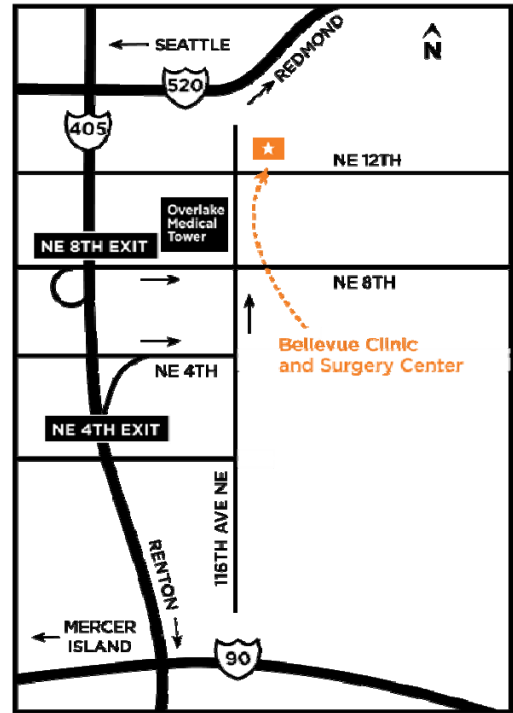 SEATTLE
N
REDMOND
520
405
NE 12TH
Overlake
Medical
Tower
NE 8TH EXIT
NE 8TH
Bellevue Clinic
and Surgery Center
NE 4TH
NE 4TH EXIT
116TH AVE NE
RENTON
MERCER
ISLAND
90